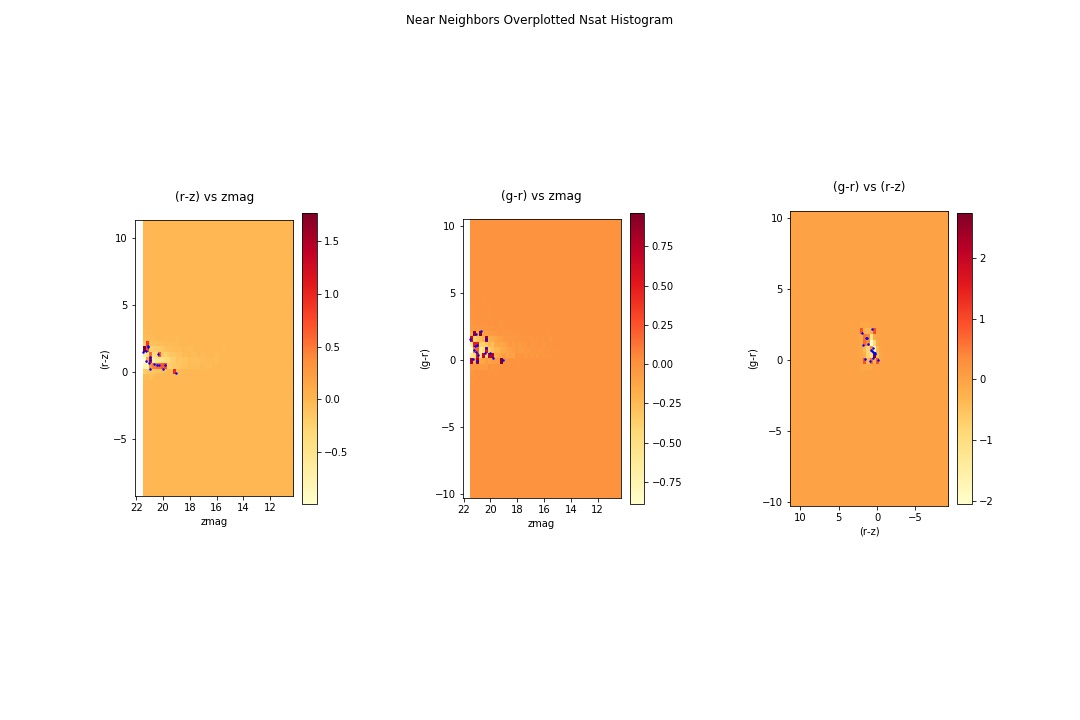 Near Neighbors Overplotted Nsat Histogram
(r-z) vs zmag
10
5
0
−5
(r-z)
22 20 18 16 14 12
zmag
1.5
1.0
0.5
0.0
−0.5
(g-r) vs zmag
10
5
0
−5
−10
(g-r)
22 20 18 16 14 12
zmag
0.75
0.50
0.25
0.00
−0.25
−0.50
−0.75
(g-r) vs (r-z)
10
5
0
−5
−10
(g-r)
10 5 0 −5
(r-z)
2
1
0
−1
−2